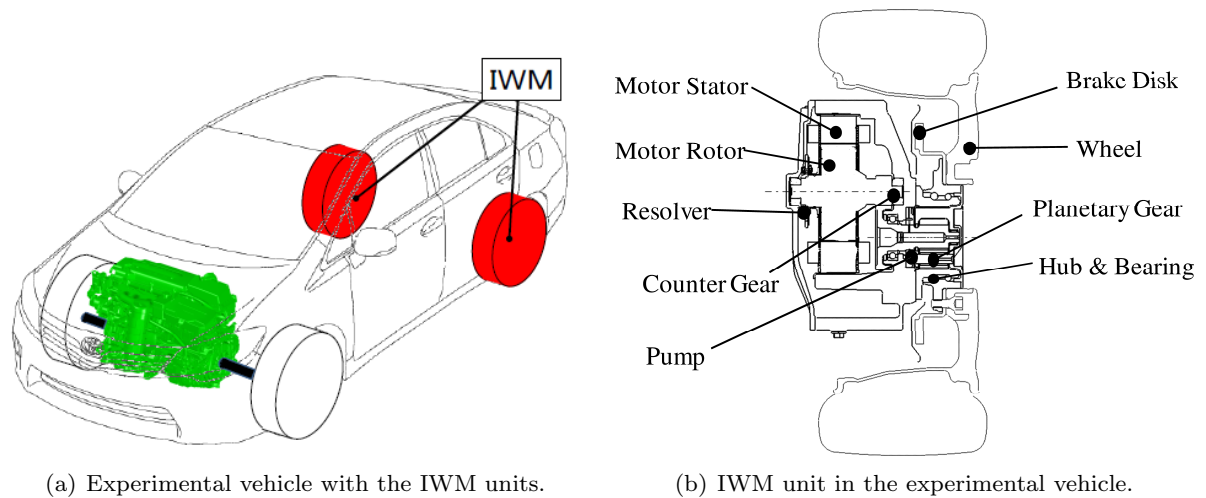 IWM
Motor Stator
Motor Rotor
Resolver
Counter Gear
Pump
Brake Disk
Wheel
Planetary Gear
Hub & Bearing
(a) Experimental vehicle with the IWM units.
(b) IWM unit in the experimental vehicle.